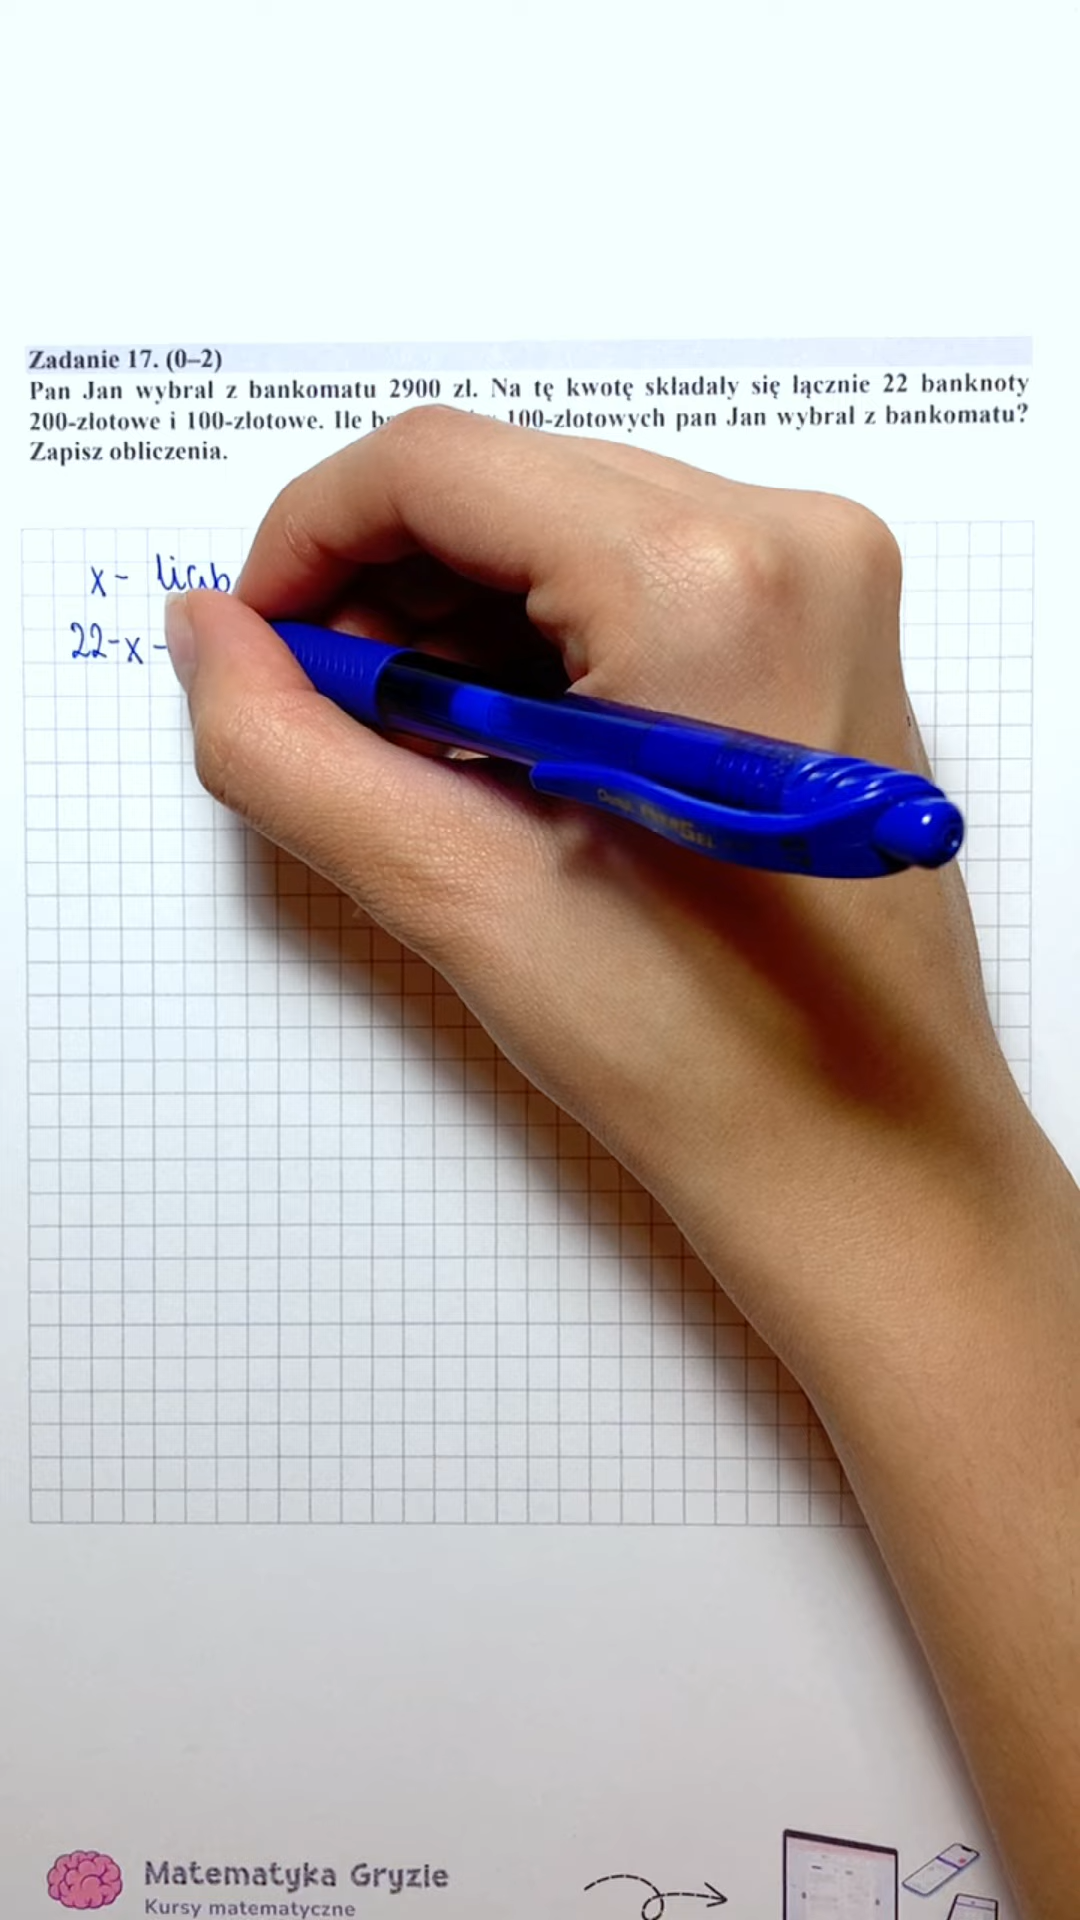 Zadanie 17. (0–2)
Pan Jan wybrał z bankomatu 2900 zł. Na tę kwotę składały się łącznie 22 banknoty
200-złotowe i 100-złotowe. Ile 100-złotowych pan Jan wybrał z bankomatu?
Zapisz obliczenia.
x -
22-x -
Matematyka Gryzie
Kursy matematyczne